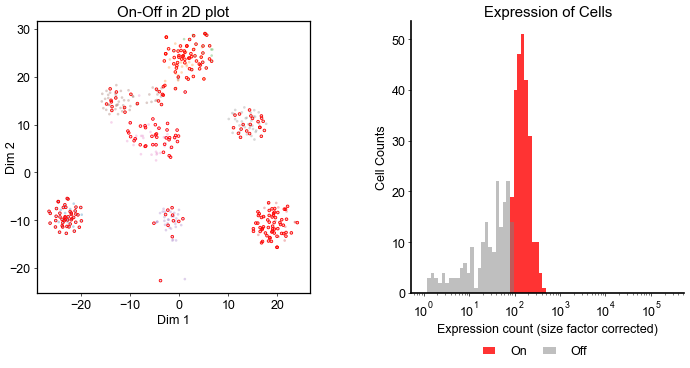 On-Off in 2D plot
30
20
10
0
−10
−20
−20 −10 0 10 20
Dim 2
Dim 1
Expression of Cells
50
40
30
20
10
0
10⁰ 10¹ 10² 10³ 10⁴ 10⁵
Cell Counts
Expression count (size factor corrected)
On Off